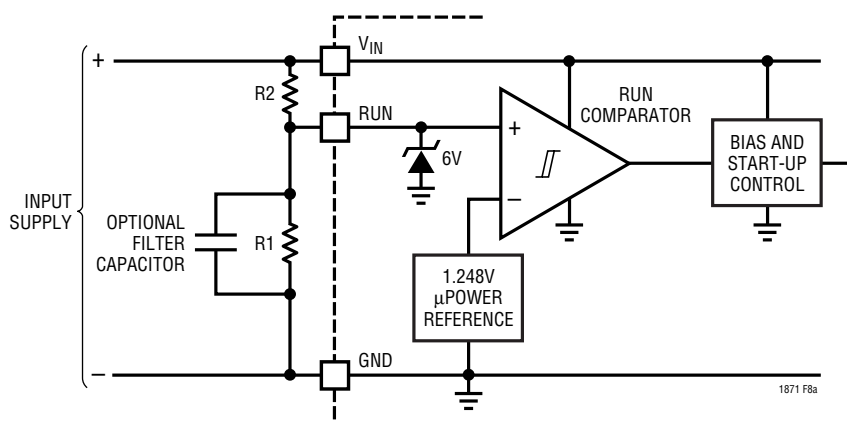 +
VIN
R2
RUN
RUN
COMPARATOR
+
6V
BIAS AND
START-UP
CONTROL
INPUT
SUPPLY
OPTIONAL
FILTER
CAPACITOR
R1
−
1.248V
µPOWER
REFERENCE
GND
−
1871 F8a